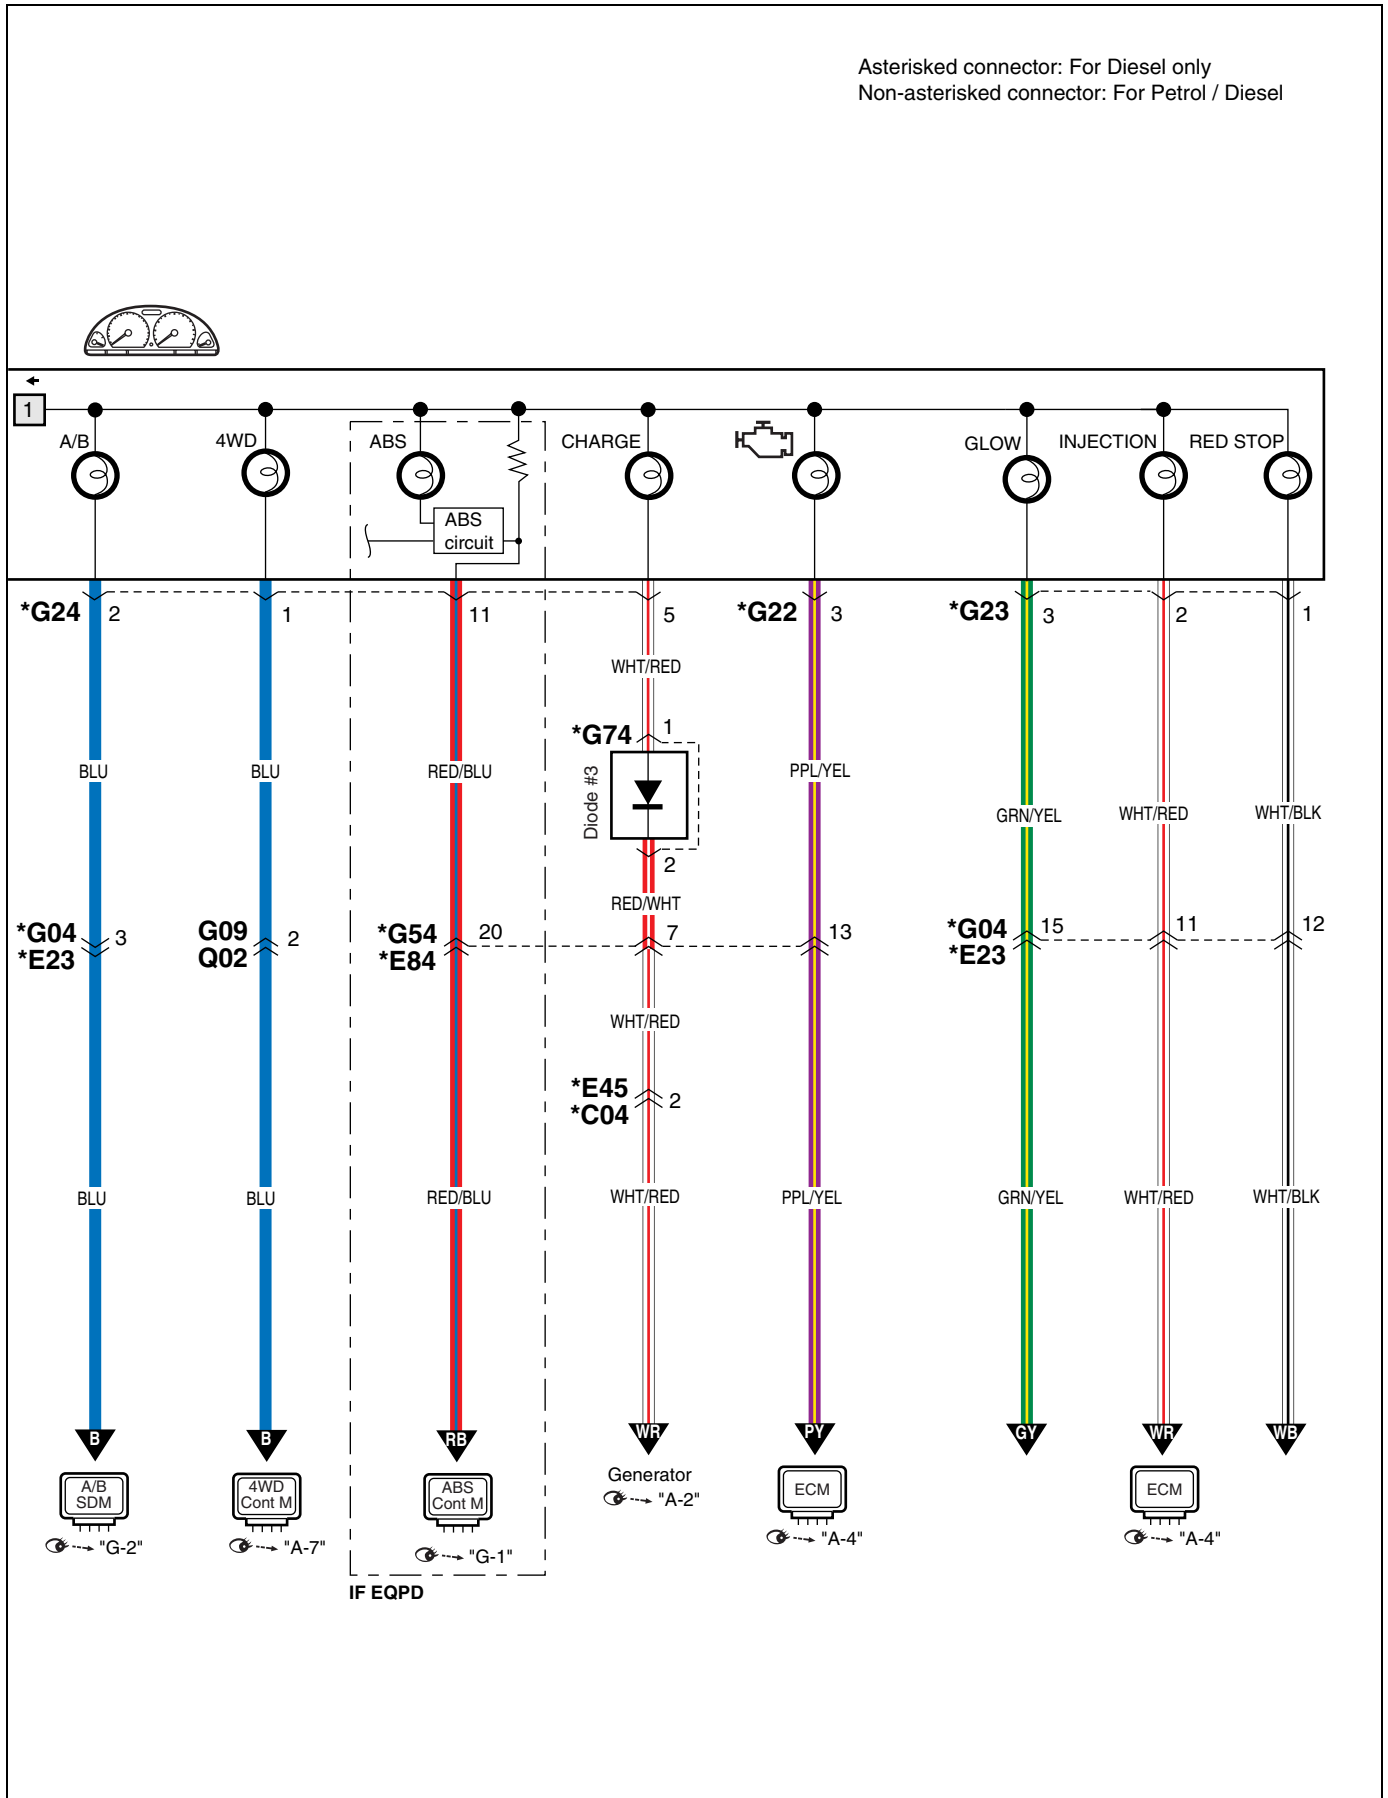 Asterisked connector: For Diesel only
Non-asterisked connector: For Petrol / Diesel
1
A/B
4WD
ABS
CHARGE
GLOW
INJECTION
RED STOP
ABS
circuit
*G24 2
1
11
5
*G22 3
*G23 3
2
1
WHT/RED
*G74 1
Diode #3
BLU
BLU
RED/BLU
PPL/YEL
GRN/YEL
WHT/RED
WHT/BLK
2
RED/WHT
*G04
*E23
3
G09
Q02
2
*G54
*E84
20
7
13
*G04
*E23
15
11
12
WHT/RED
*E45
*C04
2
BLU
BLU
RED/BLU
WHT/RED
PPL/YEL
GRN/YEL
WHT/RED
WHT/BLK
B
B
RB
WR
PY
GY
WR
WB
A/B
SDM
"G-2"
4WD
Cont M
"A-7"
ABS
Cont M
"G-1"
Generator
"A-2"
ECM
"A-4"
ECM
"A-4"
IF EQPD